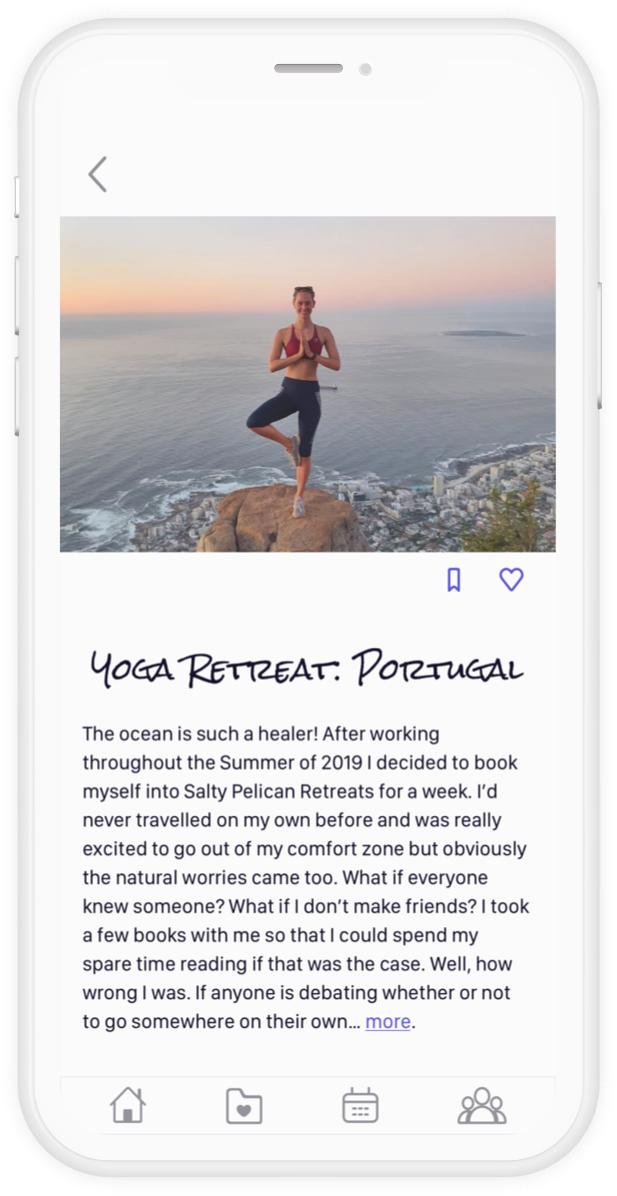 Yoga Retreat: Portugal
The ocean is such a healer! After working
throughout the Summer of 2019 I decided to book
myself into Salty Pelican Retreats for a week. I’d
never travelled on my own before and was really
excited to go out of my comfort zone but obviously
the natural worries came too. What if everyone
knew someone? What if I don’t make friends? I took
a few books with me so that I could spend my
spare time reading if that was the case. Well, how
wrong I was. If anyone is debating whether or not
to go somewhere on their own... more.